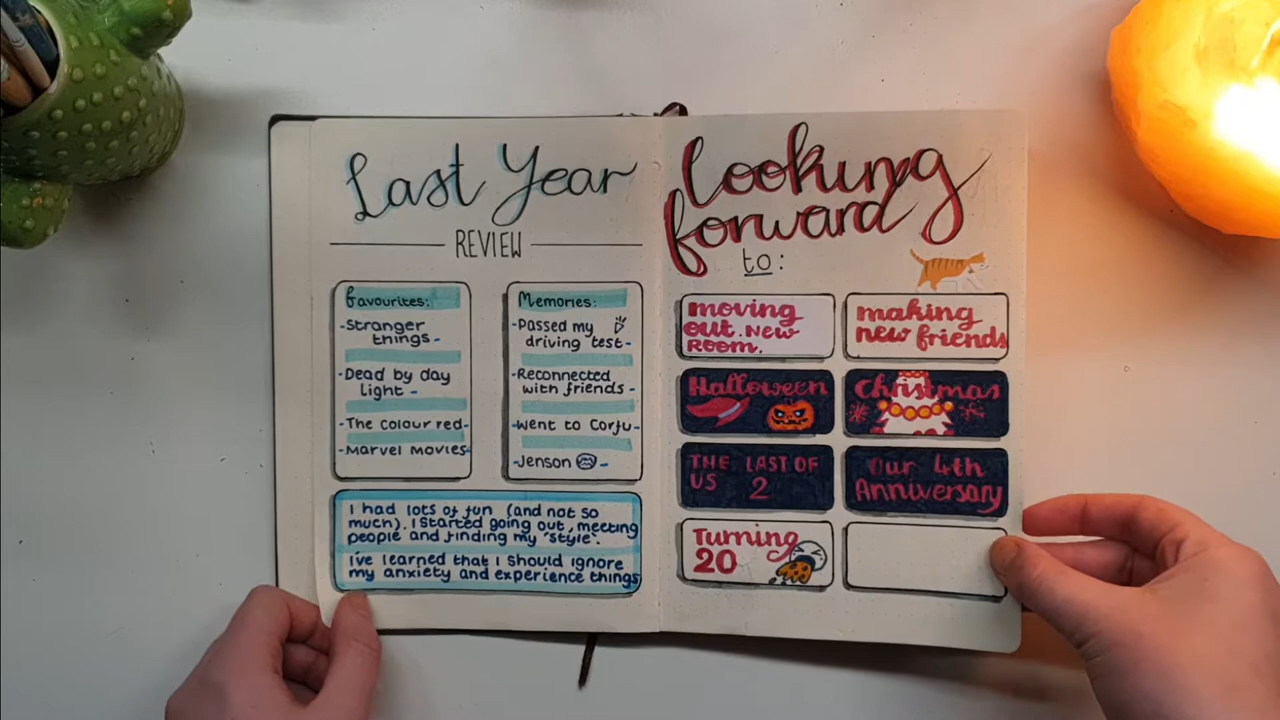 Last Year
REVIEW
Favourites:
-Stranger
things-
-Dead by day
light-
-The colour red-
-Marvel Movies-
Memories:
-Passed my
driving test-
-Reconnected
with friends-
-Went to Corfu-
-Jenson
-
I had lots of fun (and not so
much). I started going out, meeting
people and finding my 'style'.
I've learned that I should ignore
my anxiety and experience things
Looking
forward
to:
moving
out. New
Room.
making
new friends
Halloween
Christmas
THE LAST OF
US 2
Our 4th
Anniversary
Turning
20